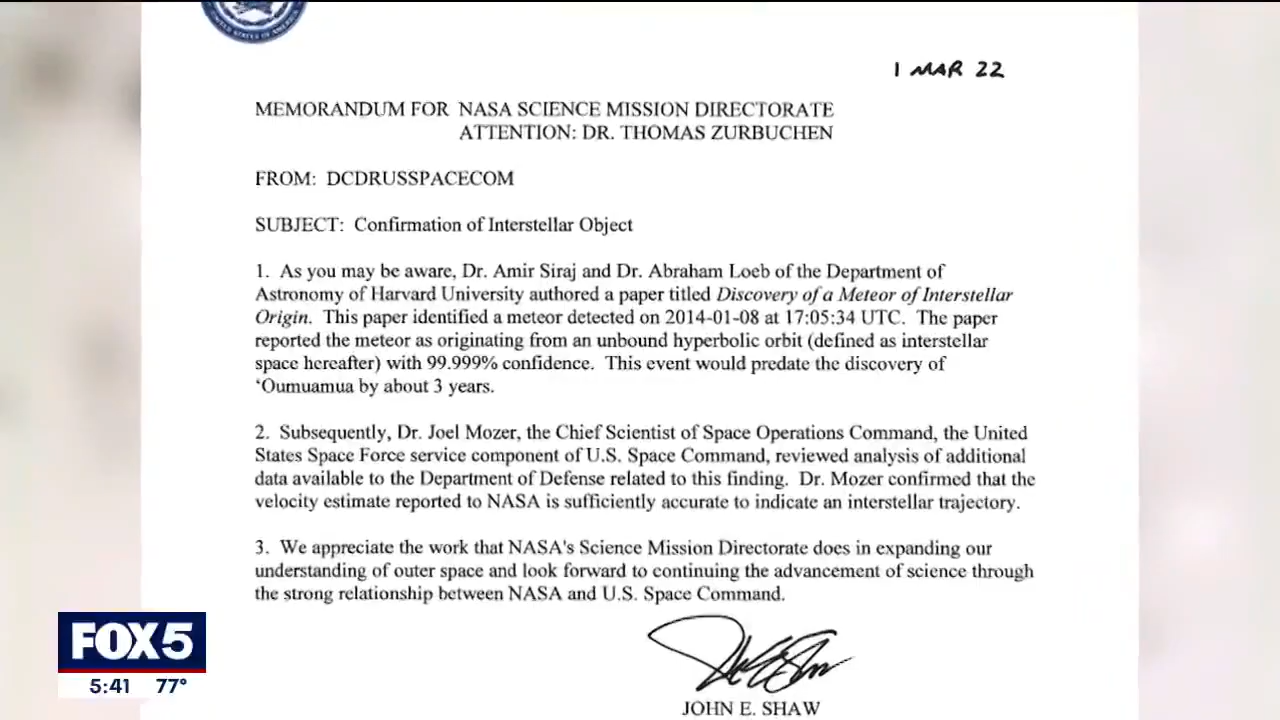 UNITED STATES OF AMERICA
1 MAR 22
MEMORANDUM FOR NASA SCIENCE MISSION DIRECTORATE
ATTENTION: DR. THOMAS ZURBUCHEN
FROM: DCDRUSSPACECOM
SUBJECT: Confirmation of Interstellar Object
1. As you may be aware, Dr. Amir Siraj and Dr. Abraham Loeb of the Department of
Astronomy of Harvard University authored a paper titled Discovery of a Meteor of Interstellar
Origin. This paper identified a meteor detected on 2014-01-08 at 17:05:34 UTC. The paper
reported the meteor as originating from an unbound hyperbolic orbit (defined as interstellar
space hereafter) with 99.999% confidence. This event would predate the discovery of
‘Oumuamua by about 3 years.
2. Subsequently, Dr. Joel Mozer, the Chief Scientist of Space Operations Command, the United
States Space Force service component of U.S. Space Command, reviewed analysis of additional
data available to the Department of Defense related to this finding. Dr. Mozer confirmed that the
velocity estimate reported to NASA is sufficiently accurate to indicate an interstellar trajectory.
3. We appreciate the work that NASA's Science Mission Directorate does in expanding our
understanding of outer space and look forward to continuing the advancement of science through
the strong relationship between NASA and U.S. Space Command.
JOHN E. SHAW
FOX 5
5:41 77°